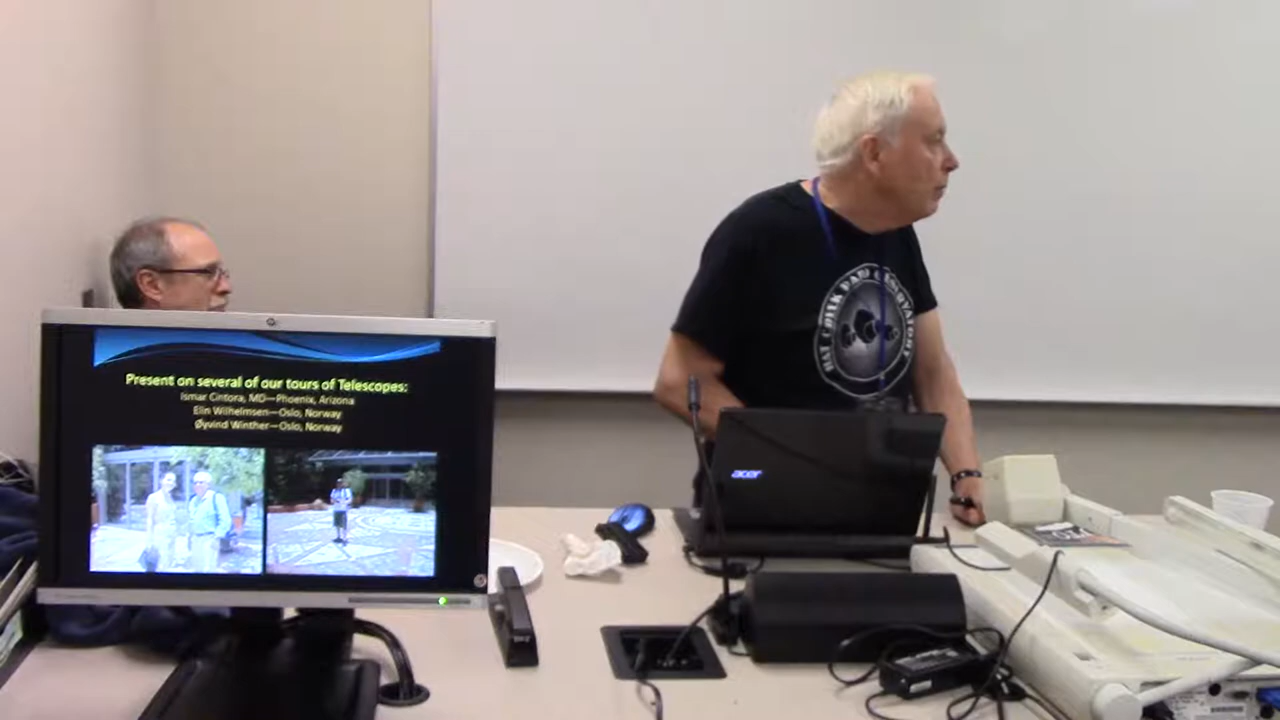 Present on several of our tours of Telescopes:
Ismar Cintora, MD—Phoenix, Arizona
Elin Wilhelmsen—Oslo, Norway
Øyvind Winther—Oslo, Norway
acer